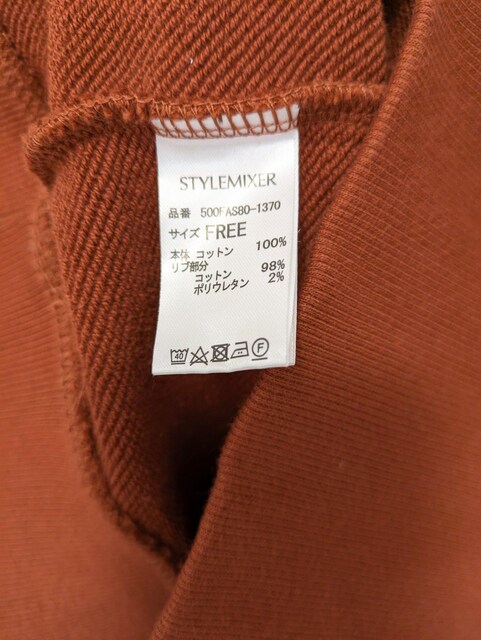 STYLEMIXER
品番 500FAS80-1370
サイズ FREE
本体 コットン 100%
リブ部分
コットン 98%
ポリウレタン 2%
40 F